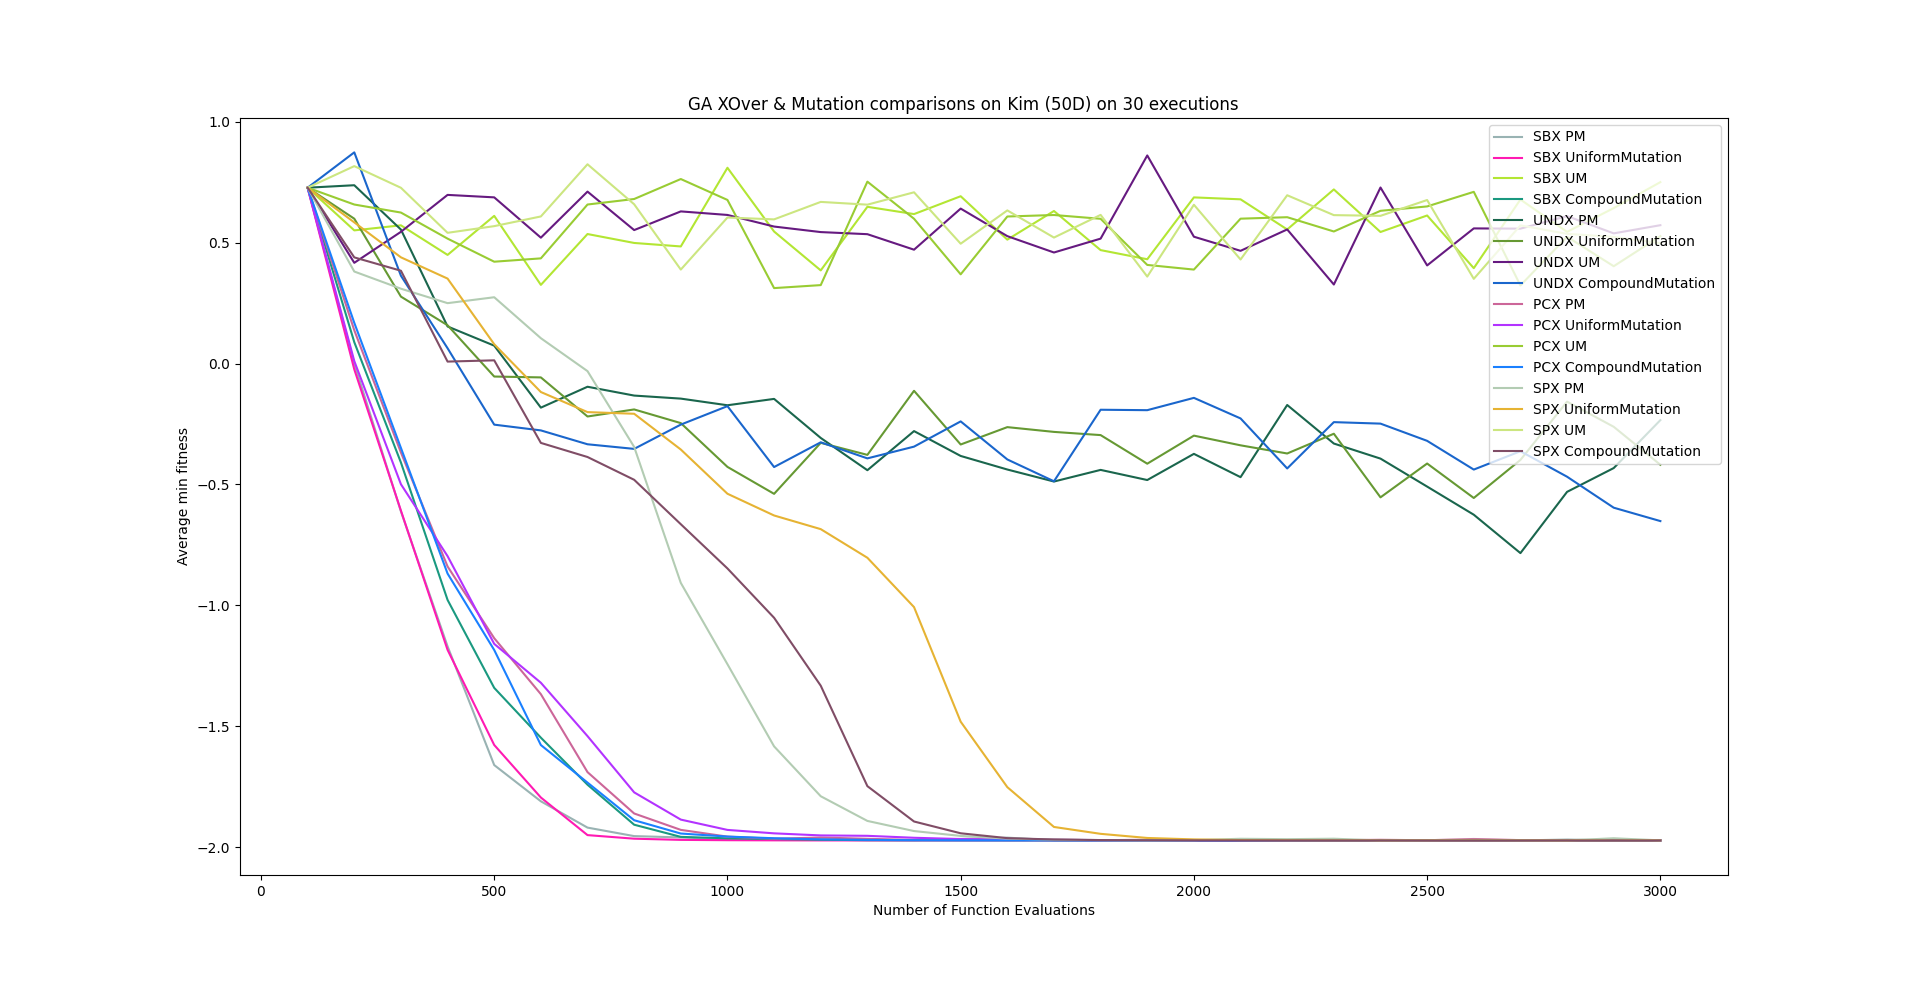 GA XOver & Mutation comparisons on Kim (50D) on 30 executions
1.0
0.5
0.0
−0.5
−1.0
−1.5
−2.0
Average min fitness
0
500
1000
1500
2000
2500
3000
Number of Function Evaluations
SBX PM
SBX UniformMutation
SBX UM
SBX CompoundMutation
UNDX PM
UNDX UniformMutation
UNDX UM
UNDX CompoundMutation
PCX PM
PCX UniformMutation
PCX UM
PCX CompoundMutation
SPX PM
SPX UniformMutation
SPX UM
SPX CompoundMutation